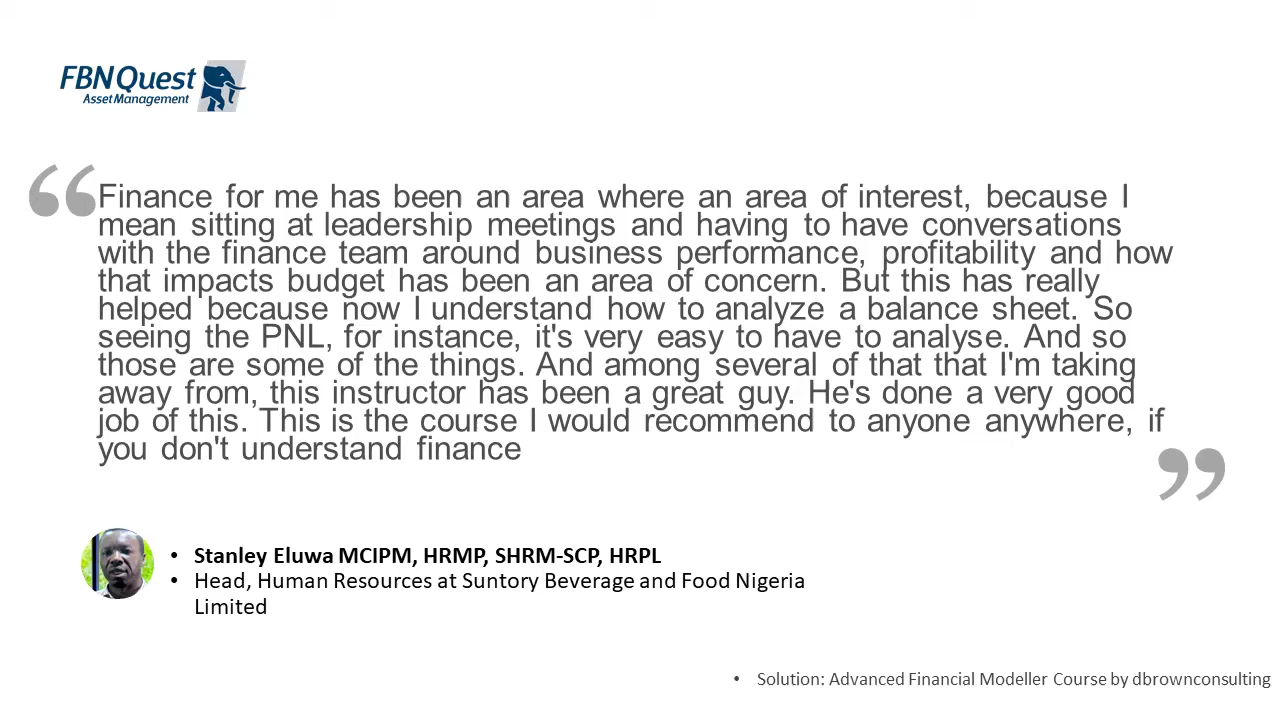 FBNQuest
Asset Management
“Finance for me has been an area where an area of interest, because I
mean sitting at leadership meetings and having to have conversations
with the finance team around business performance, profitability and how
that impacts budget has been an area of concern. But this has really
helped because now I understand how to analyze a balance sheet. So
seeing the PNL, for instance, it's very easy to have to analyse. And so
those are some of the things. And among several of that that I'm taking
away from, this instructor has been a great guy. He's done a very good
job of this. This is the course I would recommend to anyone anywhere, if
you don't understand finance
”
• Stanley Eluwa MCIPM, HRMP, SHRM-SCP, HRPL
• Head, Human Resources at Suntory Beverage and Food Nigeria
Limited
• Solution: Advanced Financial Modeller Course by dbrownconsulting